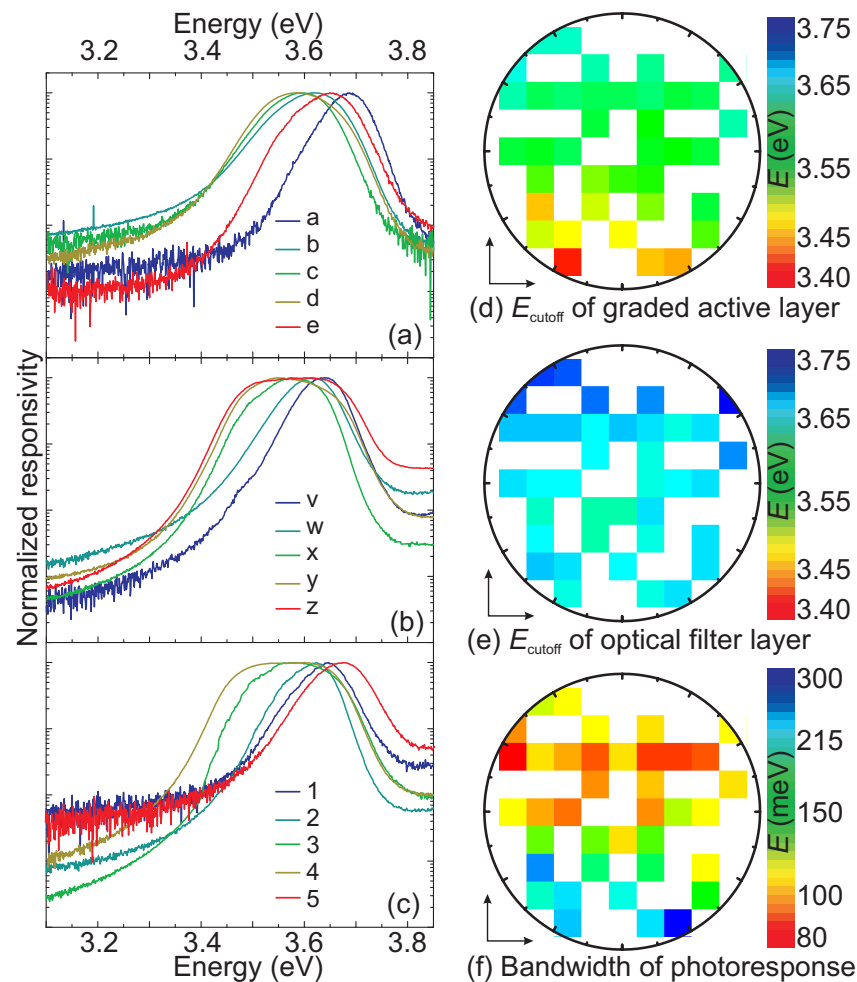 Energy (eV)
3.2 3.4 3.6 3.8
Normalized responsivity
a
b
c
d
e
(a)
v
w
x
y
z
(b)
1
2
3
4
5
(c)
3.2 3.4 3.6 3.8
Energy (eV)
3.75
3.65
3.55
3.45
3.40
E (eV)
(d) Ecutoff of graded active layer
3.75
3.65
3.55
3.45
3.40
E (eV)
(e) Ecutoff of optical filter layer
300
215
150
100
80
E (meV)
(f) Bandwidth of photoresponse